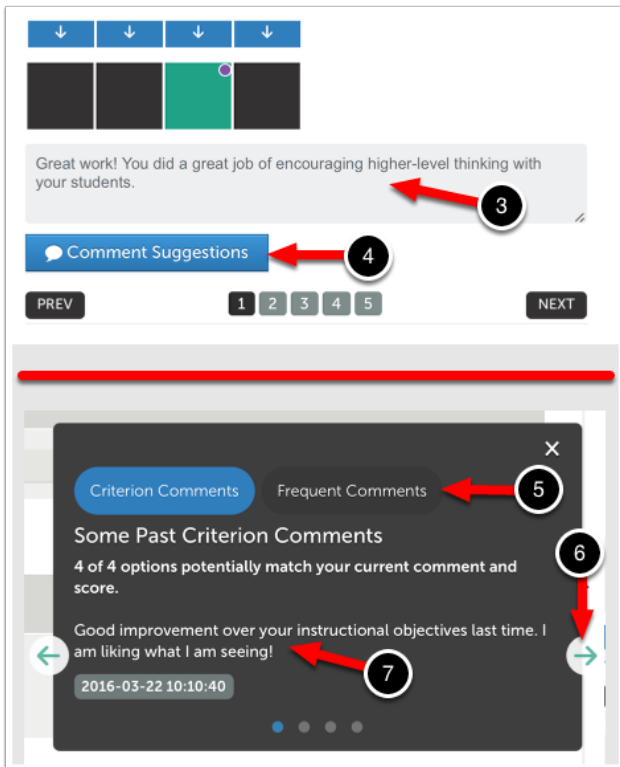 Great work! You did a great job of encouraging higher-level thinking with
your students.
3
Comment Suggestions
4
PREV
1 2 3 4 5
NEXT
Criterion Comments
Frequent Comments
5
Some Past Criterion Comments
6
4 of 4 options potentially match your current comment and
score.
Good improvement over your instructional objectives last time. I
am liking what I am seeing!
7
2016-03-22 10:10:40